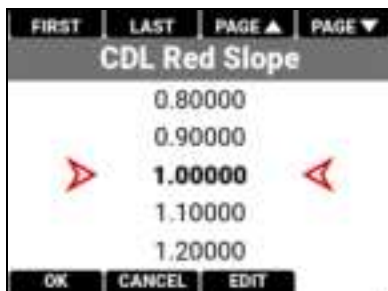 FIRST LAST PAGE ▲ PAGE ▼
CDL Red Slope
0.80000
0.90000
1.00000
1.10000
1.20000
OK CANCEL EDIT